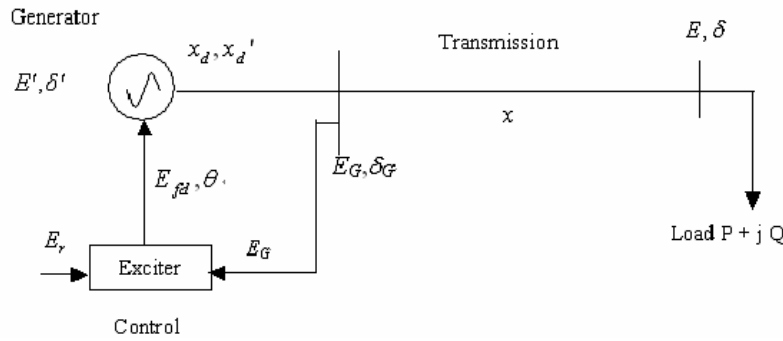 Generator
x_d, x_d'
Transmission
E, δ
E', δ'
x
E_G, δ_G
E_fd, θ
E_r
E_G
Load P + j Q
Exciter
Control